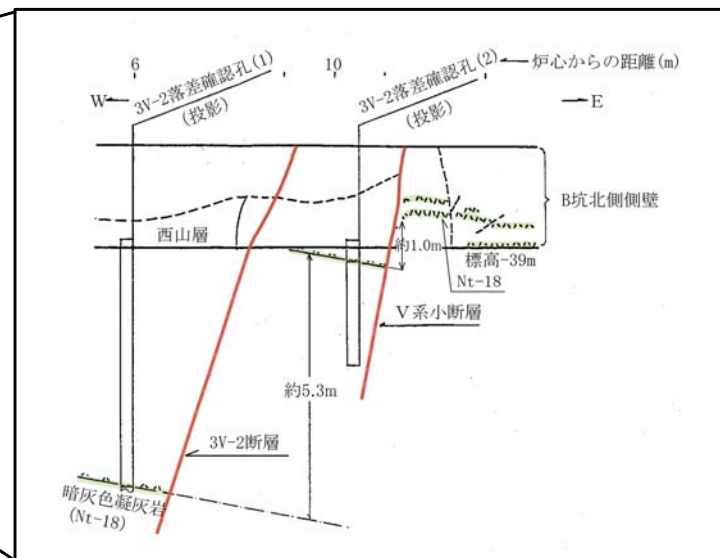 6
10
炉心からの距離(m)
3V-2落差確認孔(1)
(投影)
3V-2落差確認孔(2)
(投影)
W
E
B坑北側側壁
西山層
約1.0m
標高-39m
Nt-18
V系小断層
約5.3m
3V-2断層
暗灰色凝灰岩
(Nt-18)